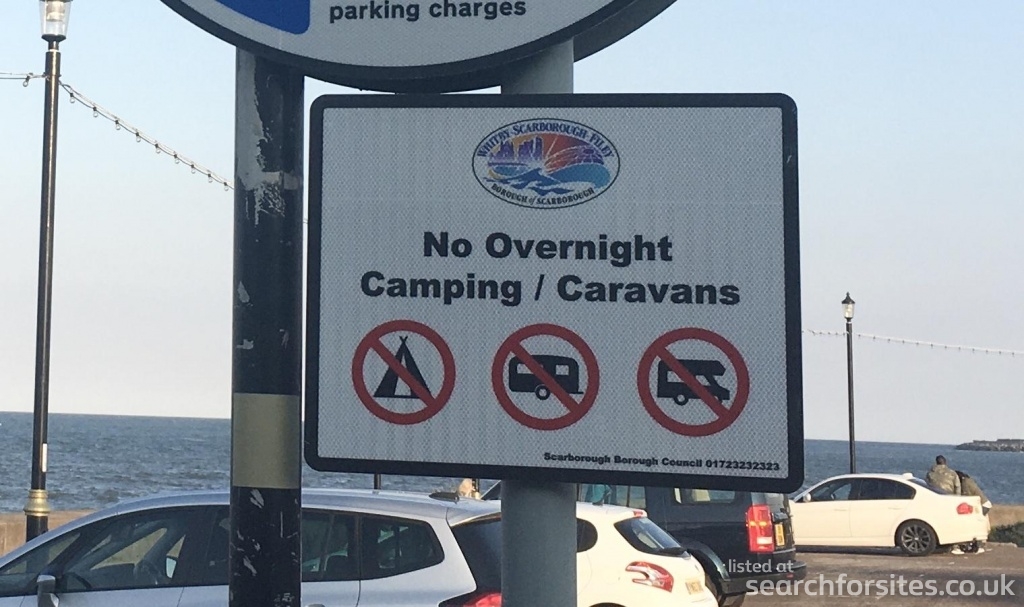 parking charges
WHITBY SCARBOROUGH FILEY
BOROUGH of SCARBOROUGH
No Overnight
Camping / Caravans
Scarborough Borough Council 01723232323
listed at
searchforsites.co.uk